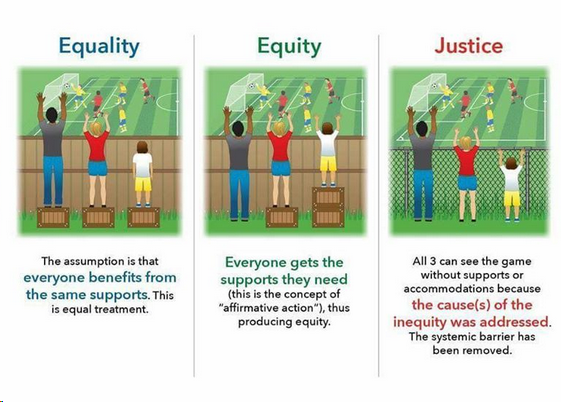 Equality
The assumption is that
everyone benefits from
the same supports. This
is equal treatment.
Equity
Everyone gets the
supports they need
(this is the concept of
“affirmative action”), thus
producing equity.
Justice
All 3 can see the game
without supports or
accommodations because
the cause(s) of the
inequity was addressed.
The systemic barrier has
been removed.